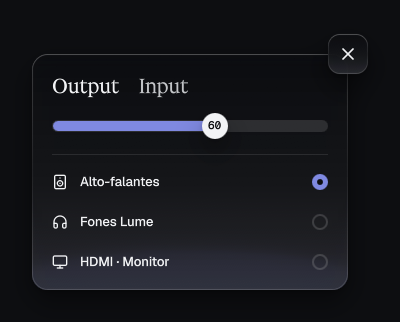 Output Input
60
Alto-falantes
Fones Lume
HDMI · Monitor